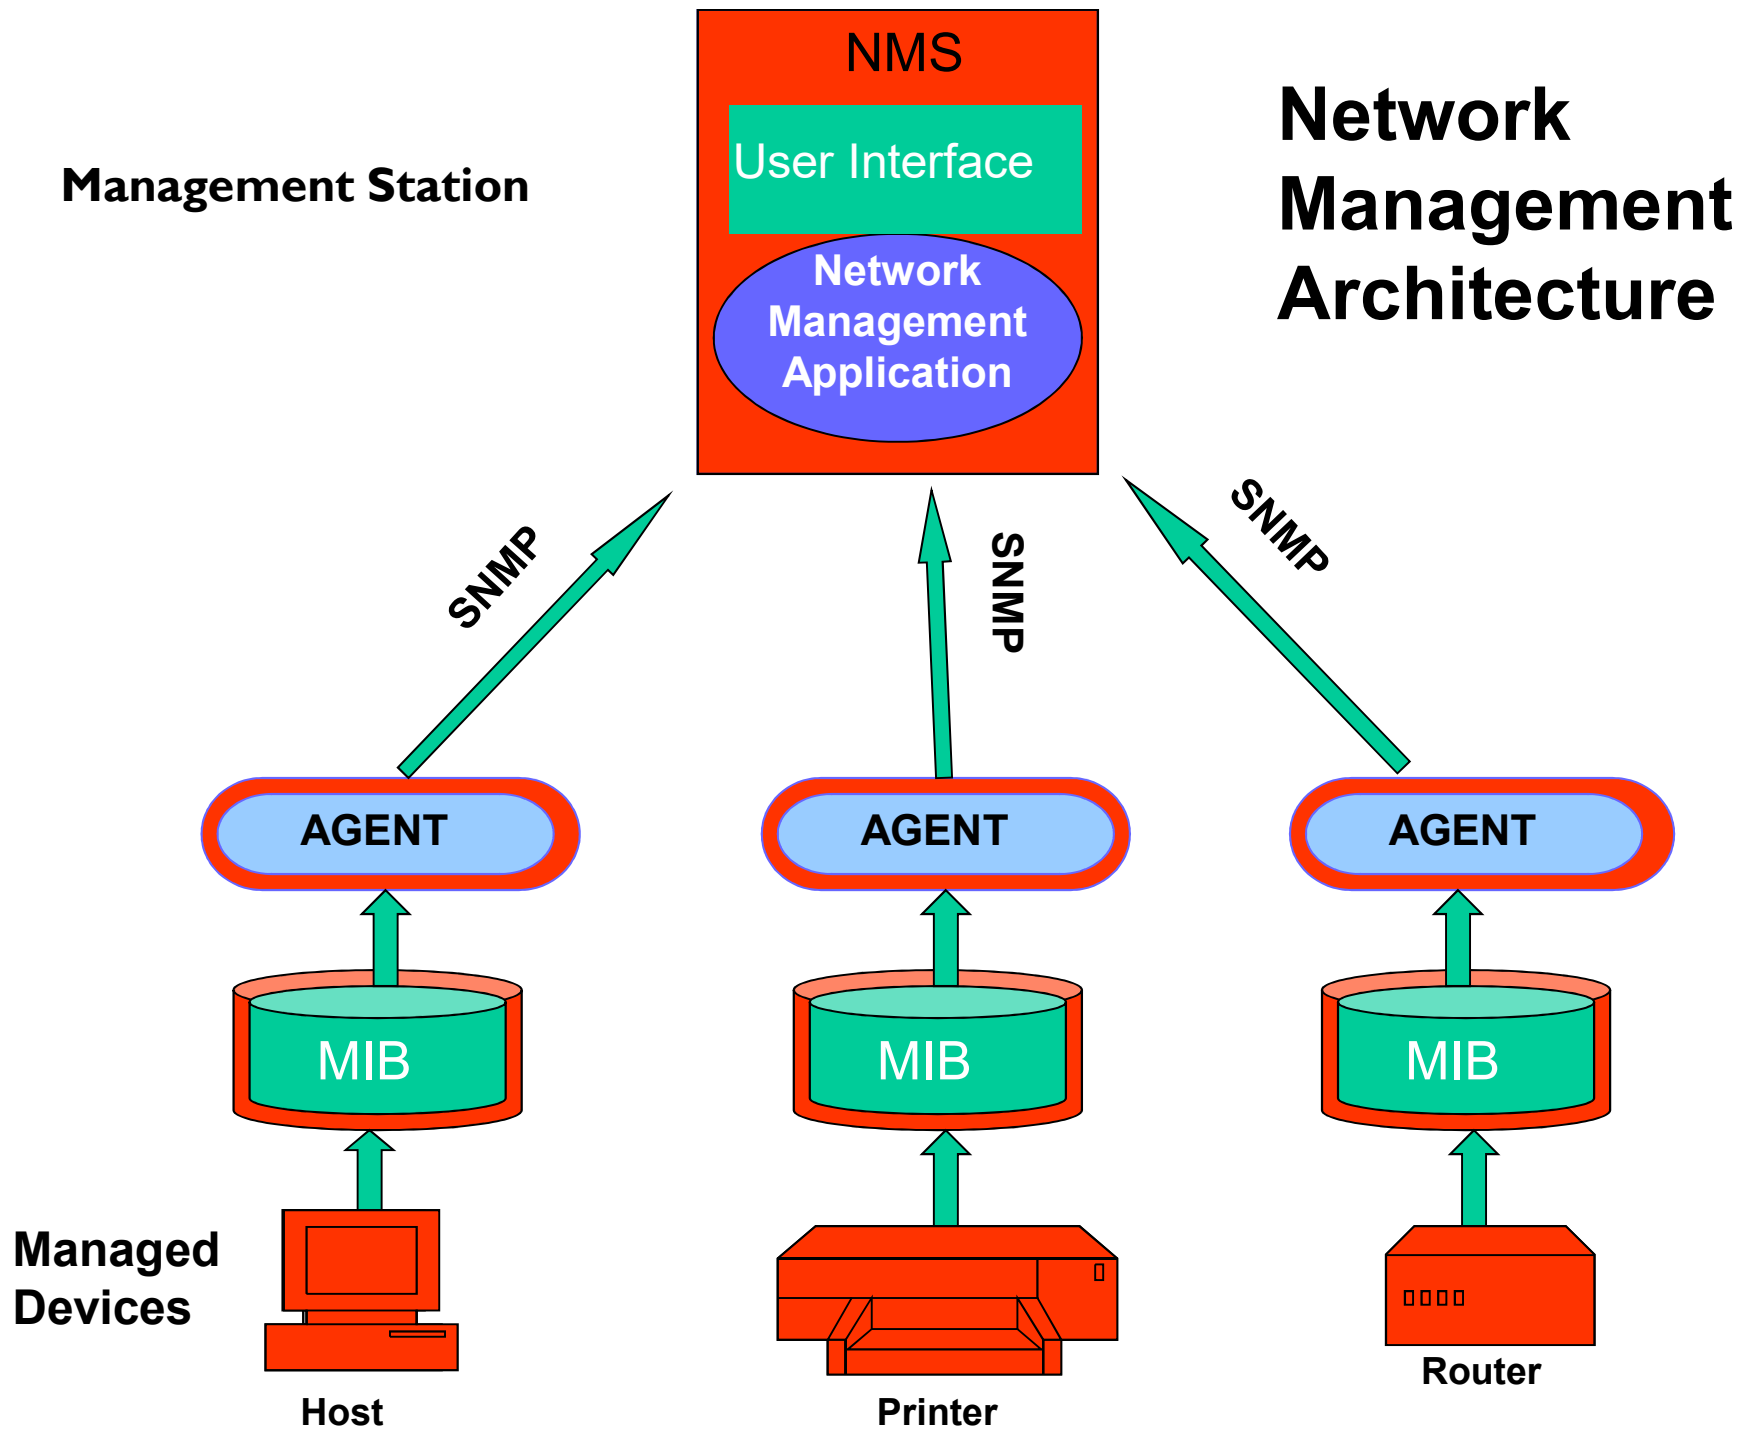 NMS
Network
Management
Architecture
User Interface
Management Station
Network
Management
Application
SNMP
SNMP
SNMP
AGENT
AGENT
AGENT
MIB
MIB
MIB
Managed
Devices
Host
Printer
Router